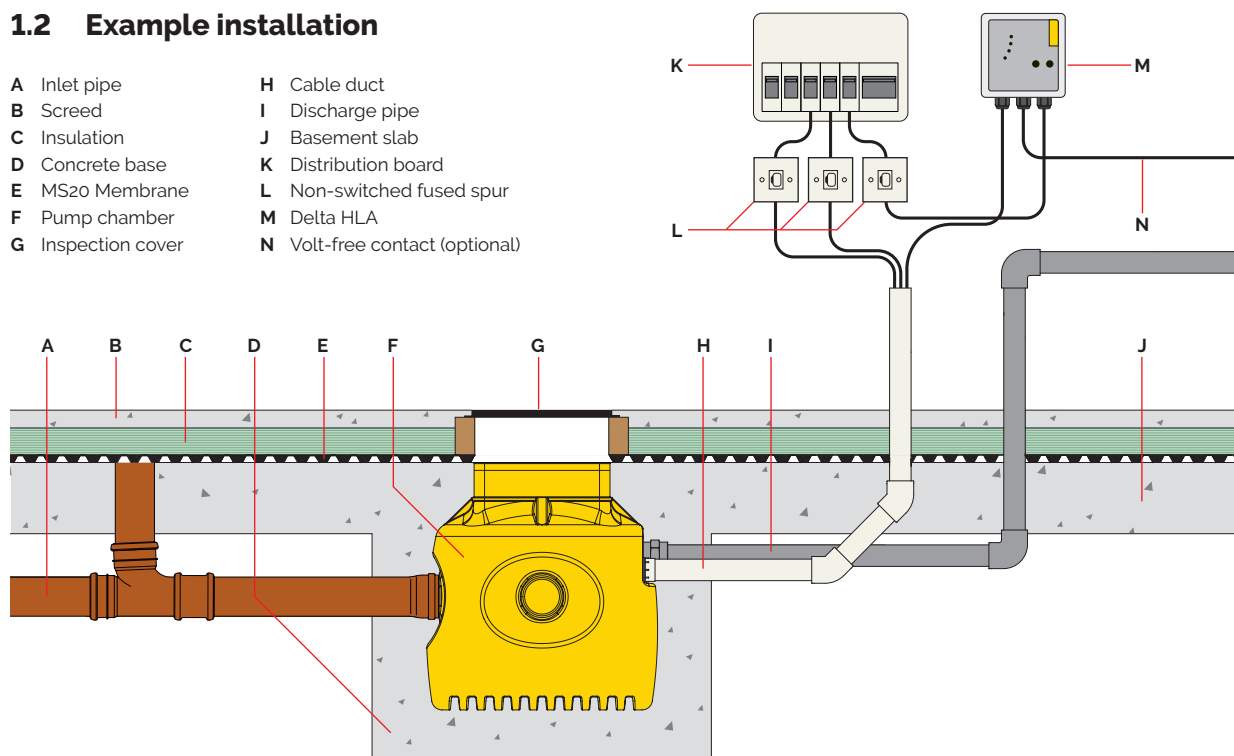 1.2 Example installation
A Inlet pipe
B Screed
C Insulation
D Concrete base
E MS20 Membrane
F Pump chamber
G Inspection cover
H Cable duct
I Discharge pipe
J Basement slab
K Distribution board
L Non-switched fused spur
M Delta HLA
N Volt-free contact (optional)
K
M
L
N
A B C D E F G H I J